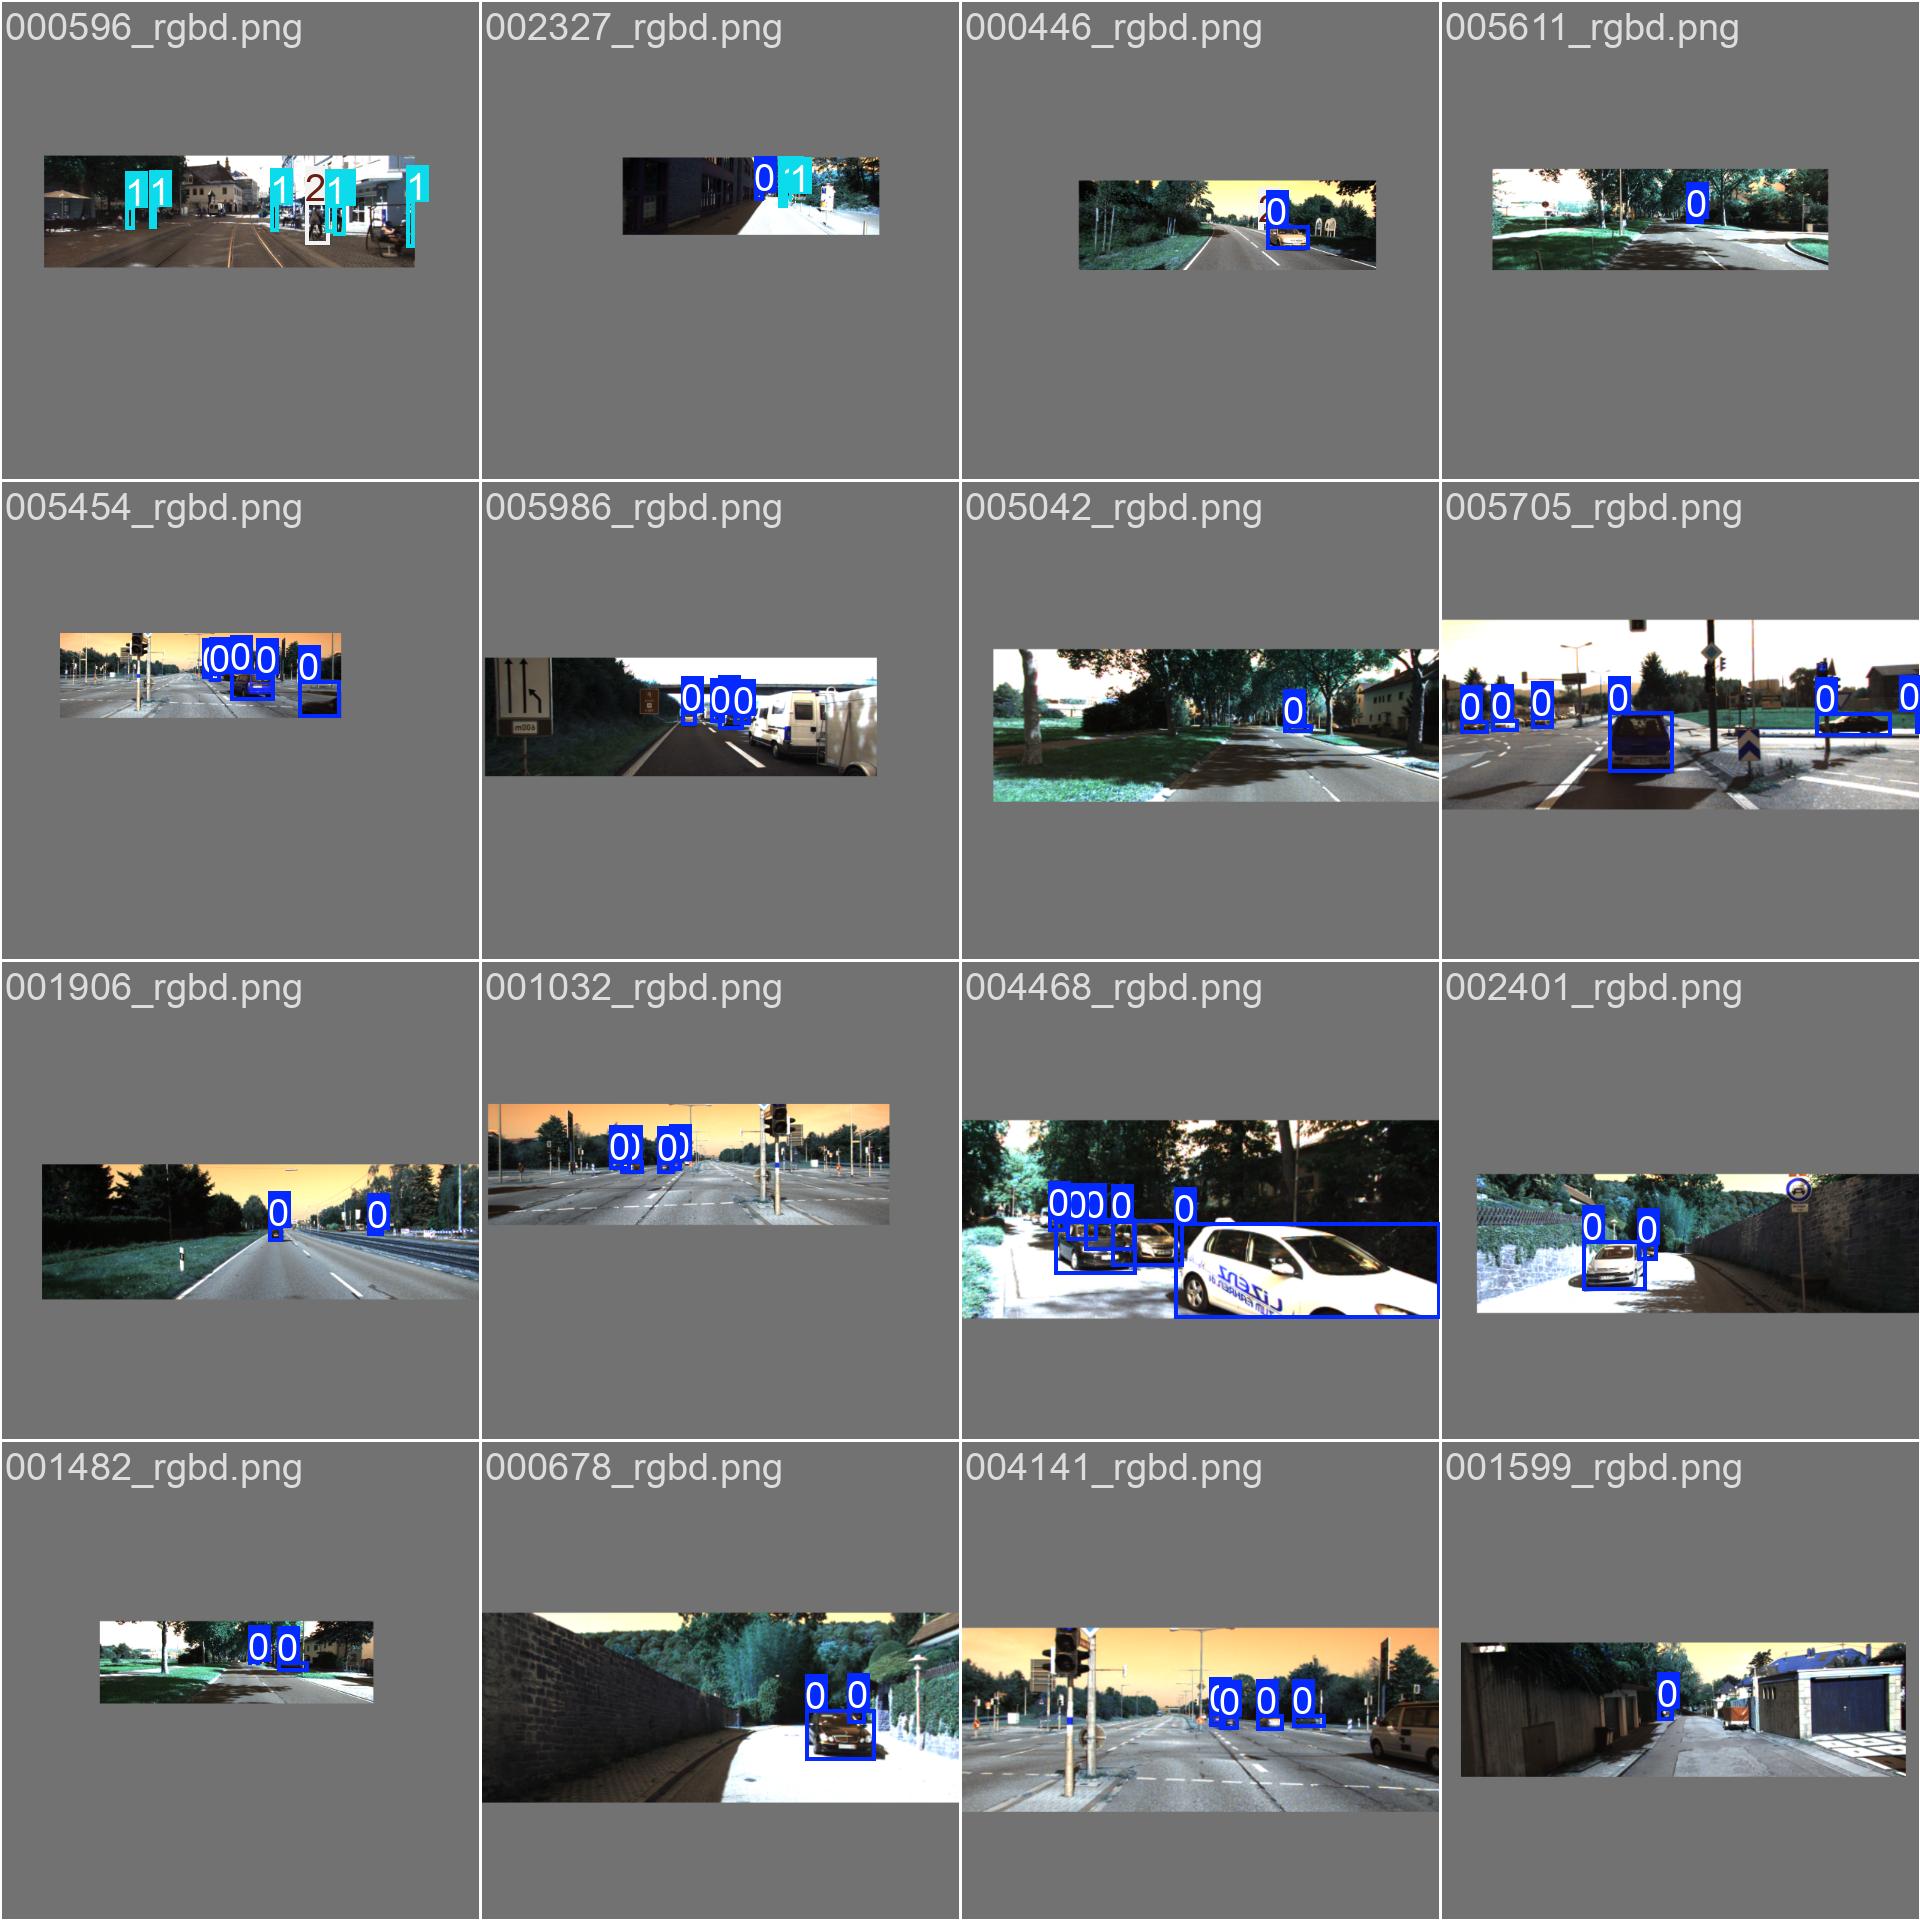 000596_rgbd.png
002327_rgbd.png
000446_rgbd.png
005611_rgbd.png
1 1 1 2 1 1
0 1
0
0
005454_rgbd.png
005986_rgbd.png
005042_rgbd.png
005705_rgbd.png
0 0 0 0
0 0 0
0
0 0 0 0 0 0
001906_rgbd.png
001032_rgbd.png
004468_rgbd.png
002401_rgbd.png
0 0
0 0
0 0 0 0 0
LIZENZ
0 0
001482_rgbd.png
000678_rgbd.png
004141_rgbd.png
001599_rgbd.png
0 0
0 0
0 0 0
0